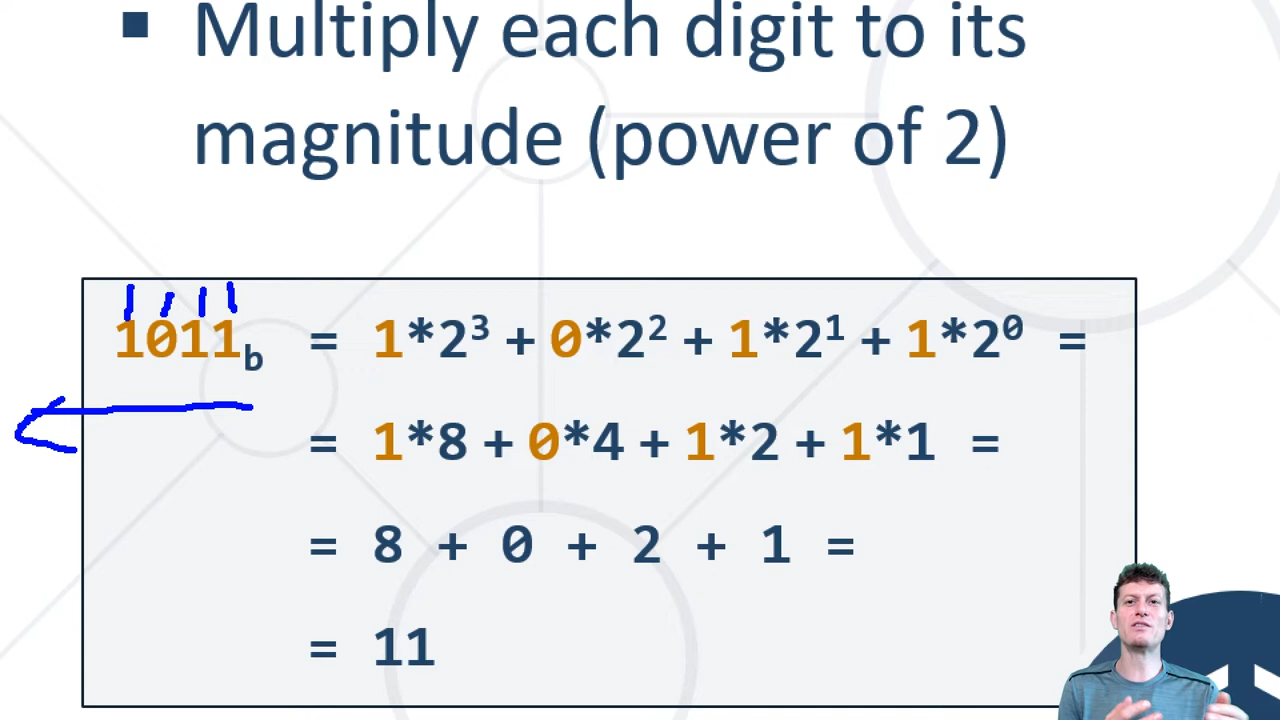 ▪ Multiply each digit to its
magnitude (power of 2)
1011b = 1*2³ + 0*2² + 1*2¹ + 1*2⁰ =
= 1*8 + 0*4 + 1*2 + 1*1 =
= 8 + 0 + 2 + 1 =
= 11